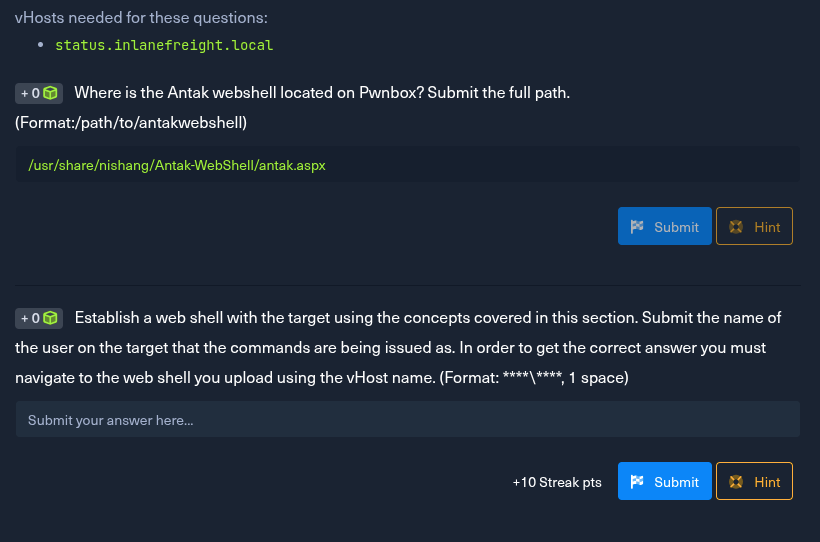 vHosts needed for these questions:
• status.inlanefreight.local
+ 0 Where is the Antak webshell located on Pwnbox? Submit the full path.
(Format:/path/to/antakwebshell)
/usr/share/nishang/Antak-WebShell/antak.aspx
Submit Hint
+ 0 Establish a web shell with the target using the concepts covered in this section. Submit the name of
the user on the target that the commands are being issued as. In order to get the correct answer you must
navigate to the web shell you upload using the vHost name. (Format: ****\****, 1 space)
Submit your answer here...
+10 Streak pts Submit Hint